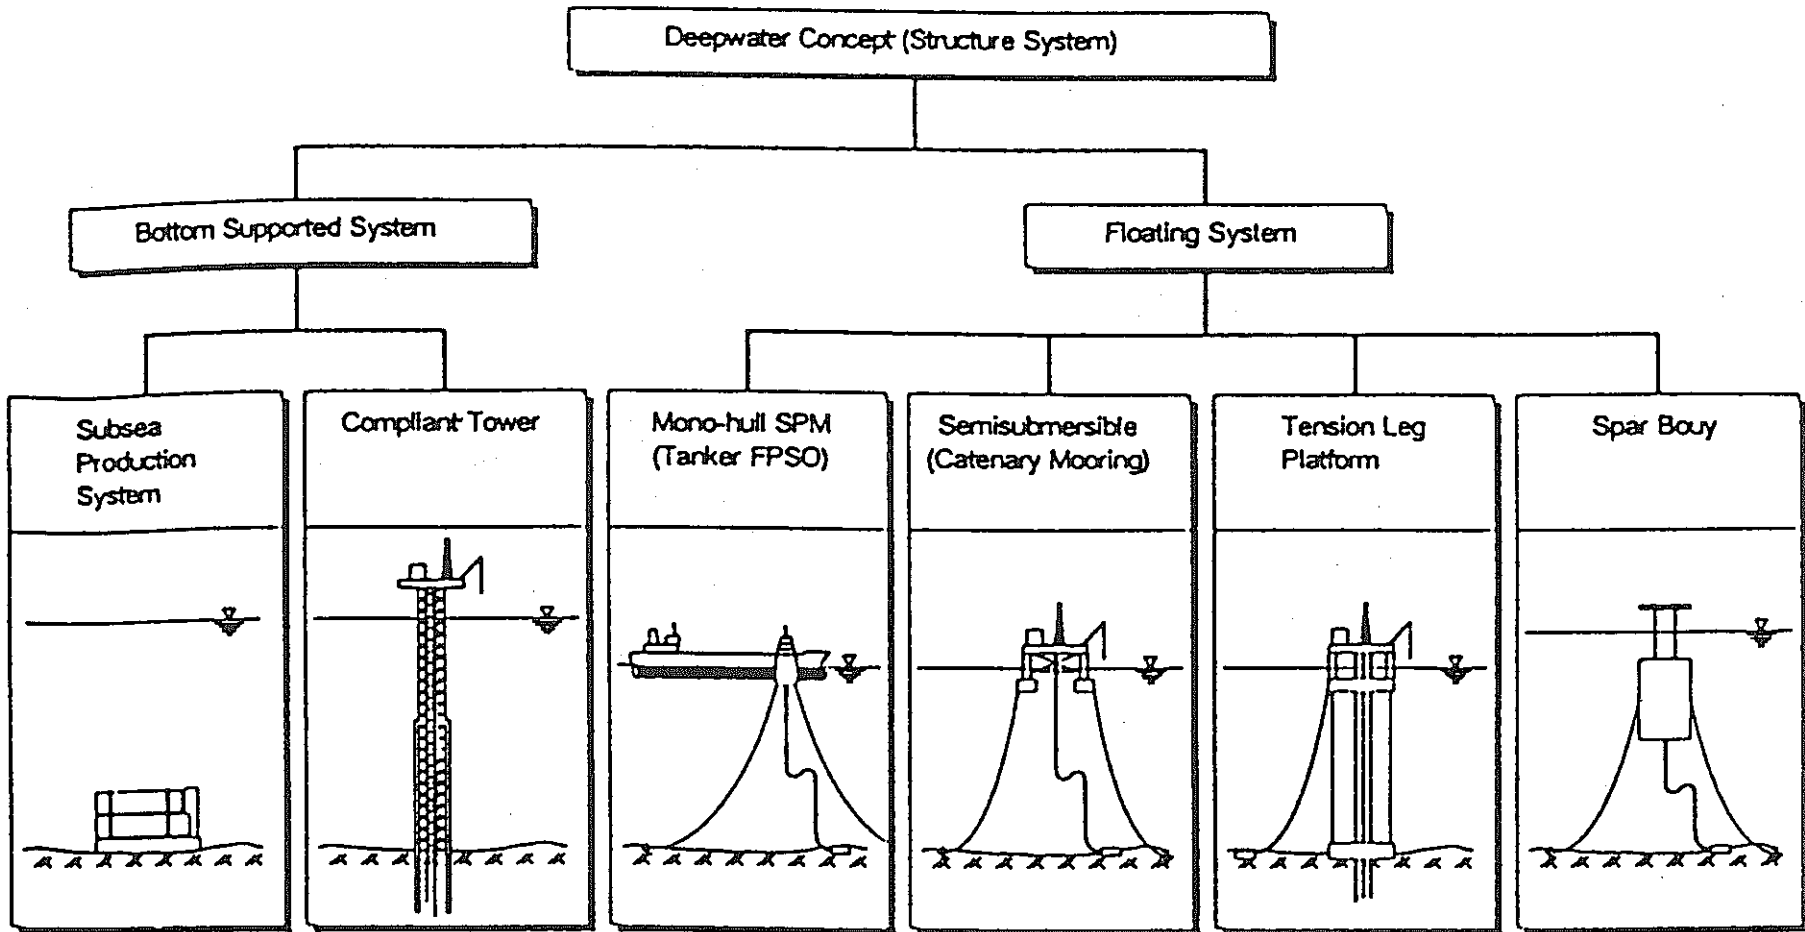 Deepwater Concept (Structure System)
Bottom Supported System
Floating System
Subsea
Production
System
Compliant Tower
Mono-hull SPM
(Tanker FPSO)
Semisubmersible
(Catenary Mooring)
Tension Leg
Platform
Spar Bouy